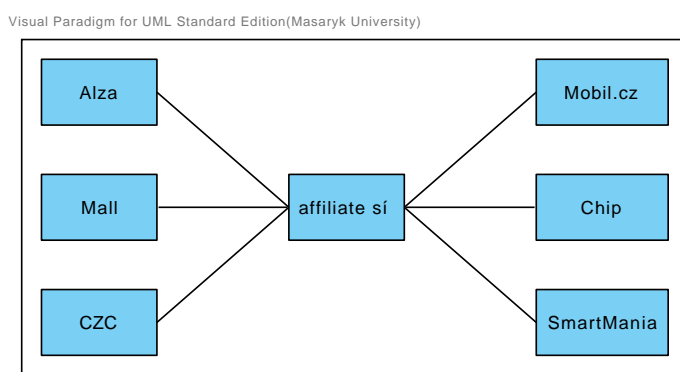 Visual Paradigm for UML Standard Edition(Masaryk University)
Alza
Mobil.cz
Mall
affiliate sí
Chip
CZC
SmartMania